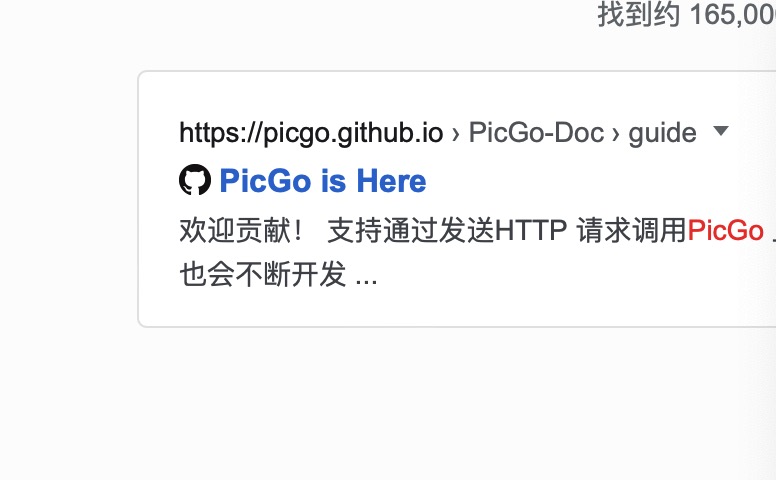 找到约 165,00
https://picgo.github.io › PicGo-Doc › guide
PicGo is Here
欢迎贡献！ 支持通过发送HTTP 请求调用PicGo
也会不断开发 ...